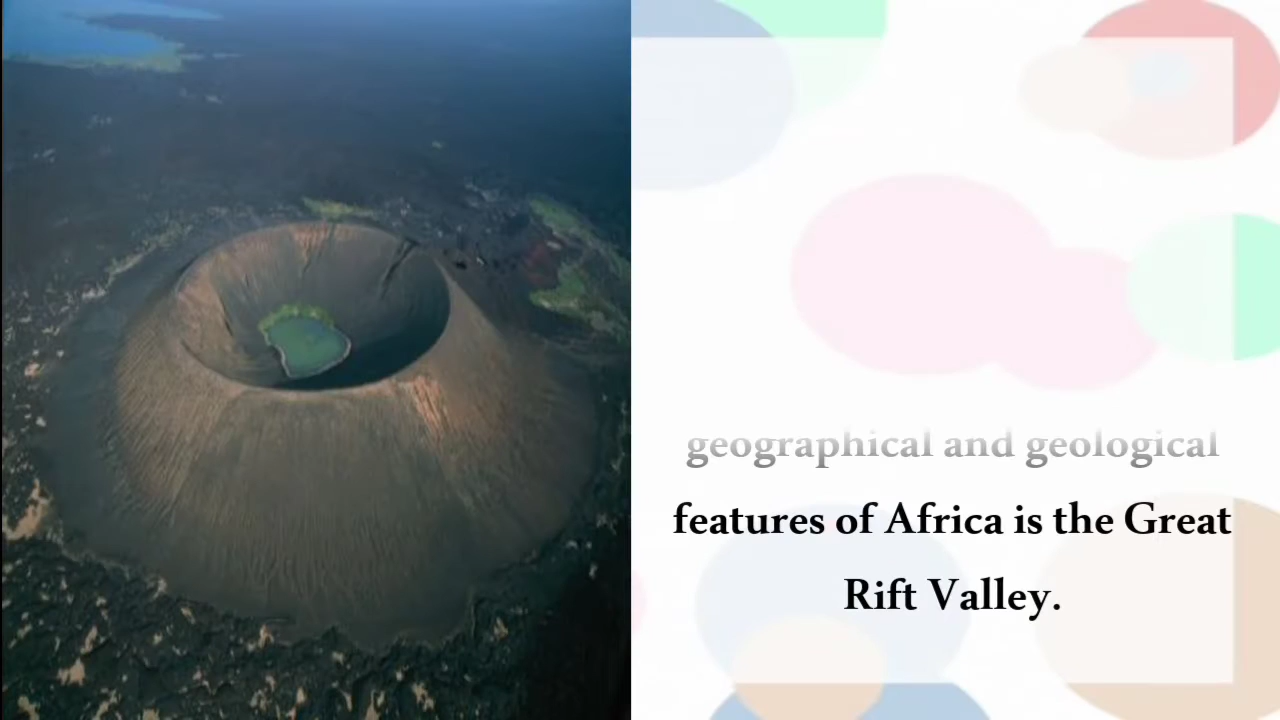 geographical and geological
features of Africa is the Great
Rift Valley.